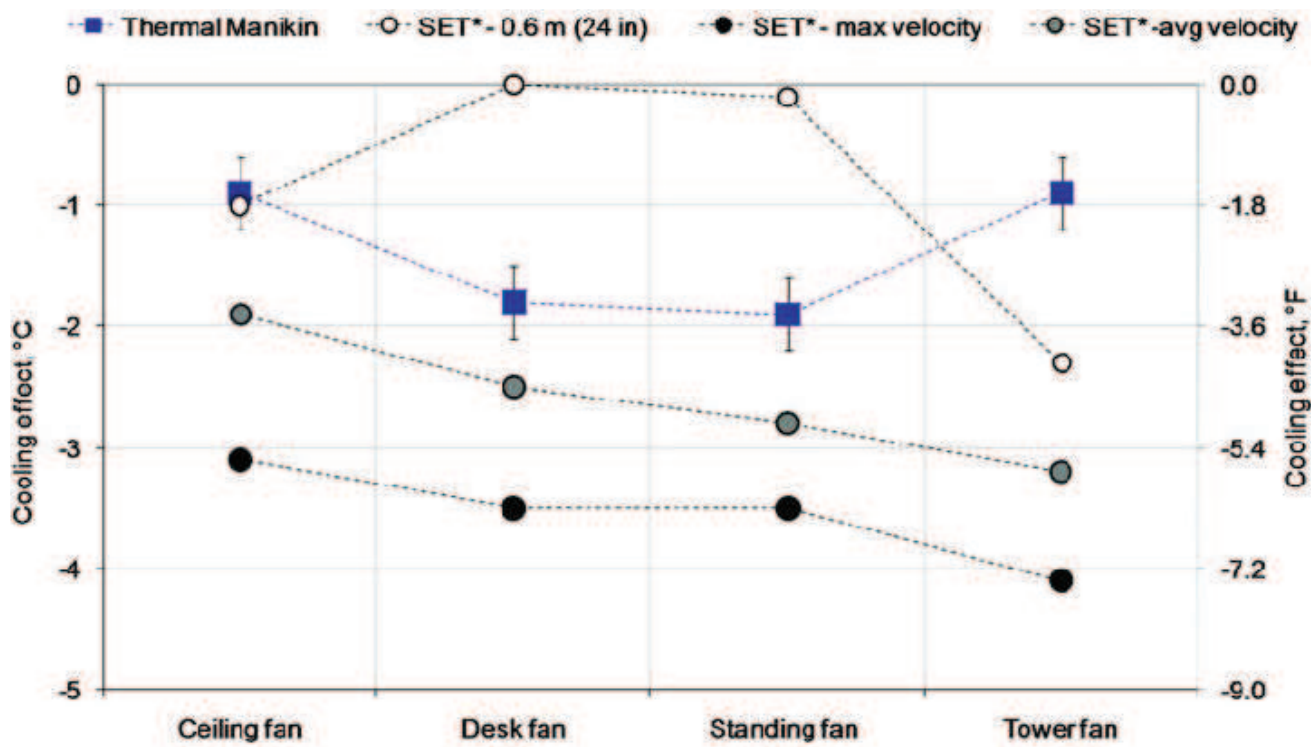 Thermal Manikin SET* - 0.6 m (24 in) SET* - max velocity SET*-avg velocity
0 0.0
-1 -1.8
-2 -3.6
-3 -5.4
-4 -7.2
-5 -9.0
Cooling effect, °C
Cooling effect, °F
Ceiling fan Desk fan Standing fan Tower fan